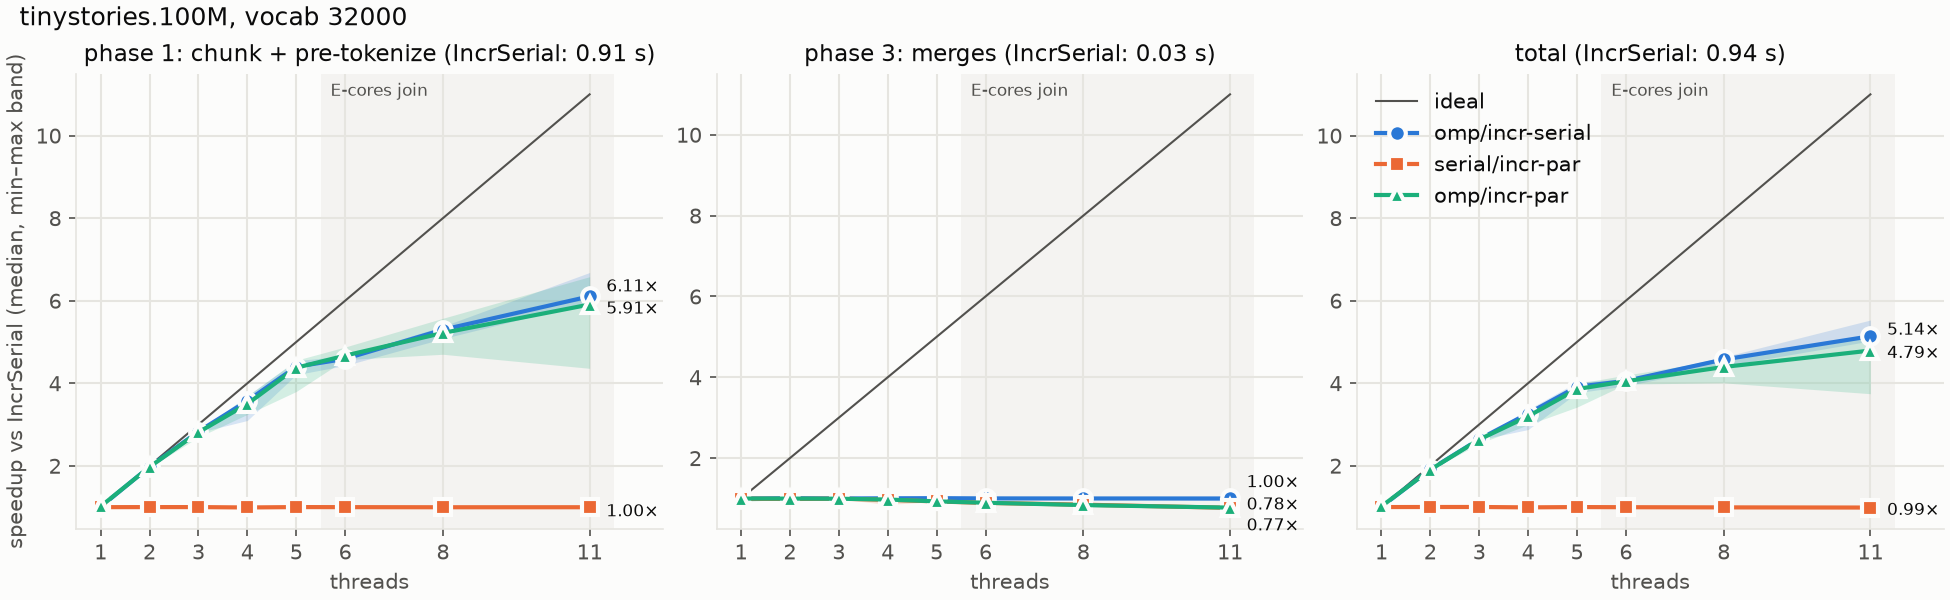 tinystories.100M, vocab 32000
phase 1: chunk + pre-tokenize (IncrSerial: 0.91 s)
speedup vs IncrSerial (median, min–max band)
E-cores join
10
8
6
4
2
6.11×
5.91×
1.00×
1 2 3 4 5 6 8 11
threads
phase 3: merges (IncrSerial: 0.03 s)
E-cores join
10
8
6
4
2
1.00×
0.78×
0.77×
1 2 3 4 5 6 8 11
threads
total (IncrSerial: 0.94 s)
E-cores join
ideal
omp/incr-serial
serial/incr-par
omp/incr-par
10
8
6
4
2
5.14×
4.79×
0.99×
1 2 3 4 5 6 8 11
threads